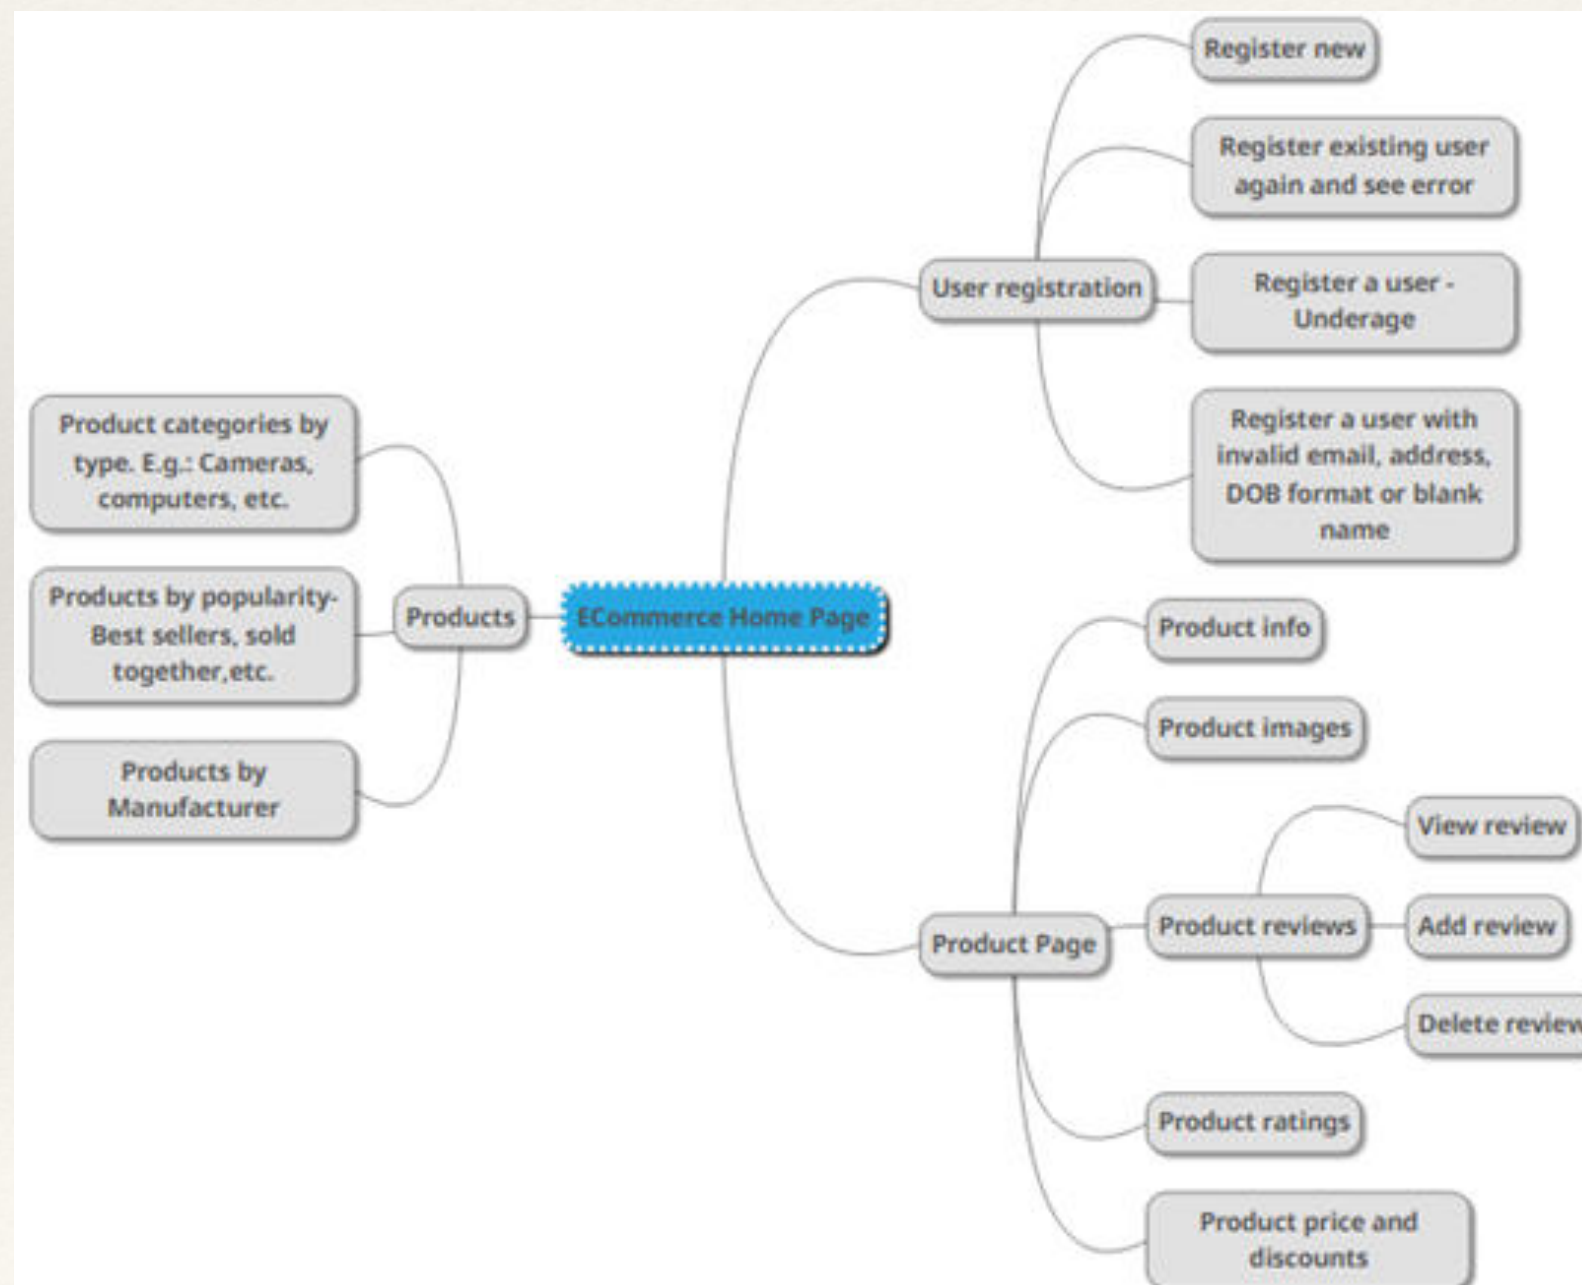 Register new
Register existing user
again and see error
User registration
Register a user -
Underage
Register a user with
invalid email, address,
DOB format or blank
name
Product categories by
type. E.g.: Cameras,
computers, etc.
Products by popularity-
Best sellers, sold
together,etc.
Products by
Manufacturer
Products
ECommerce Home Page
Product info
Product images
Product Page
Product reviews
View review
Add review
Delete review
Product ratings
Product price and
discounts